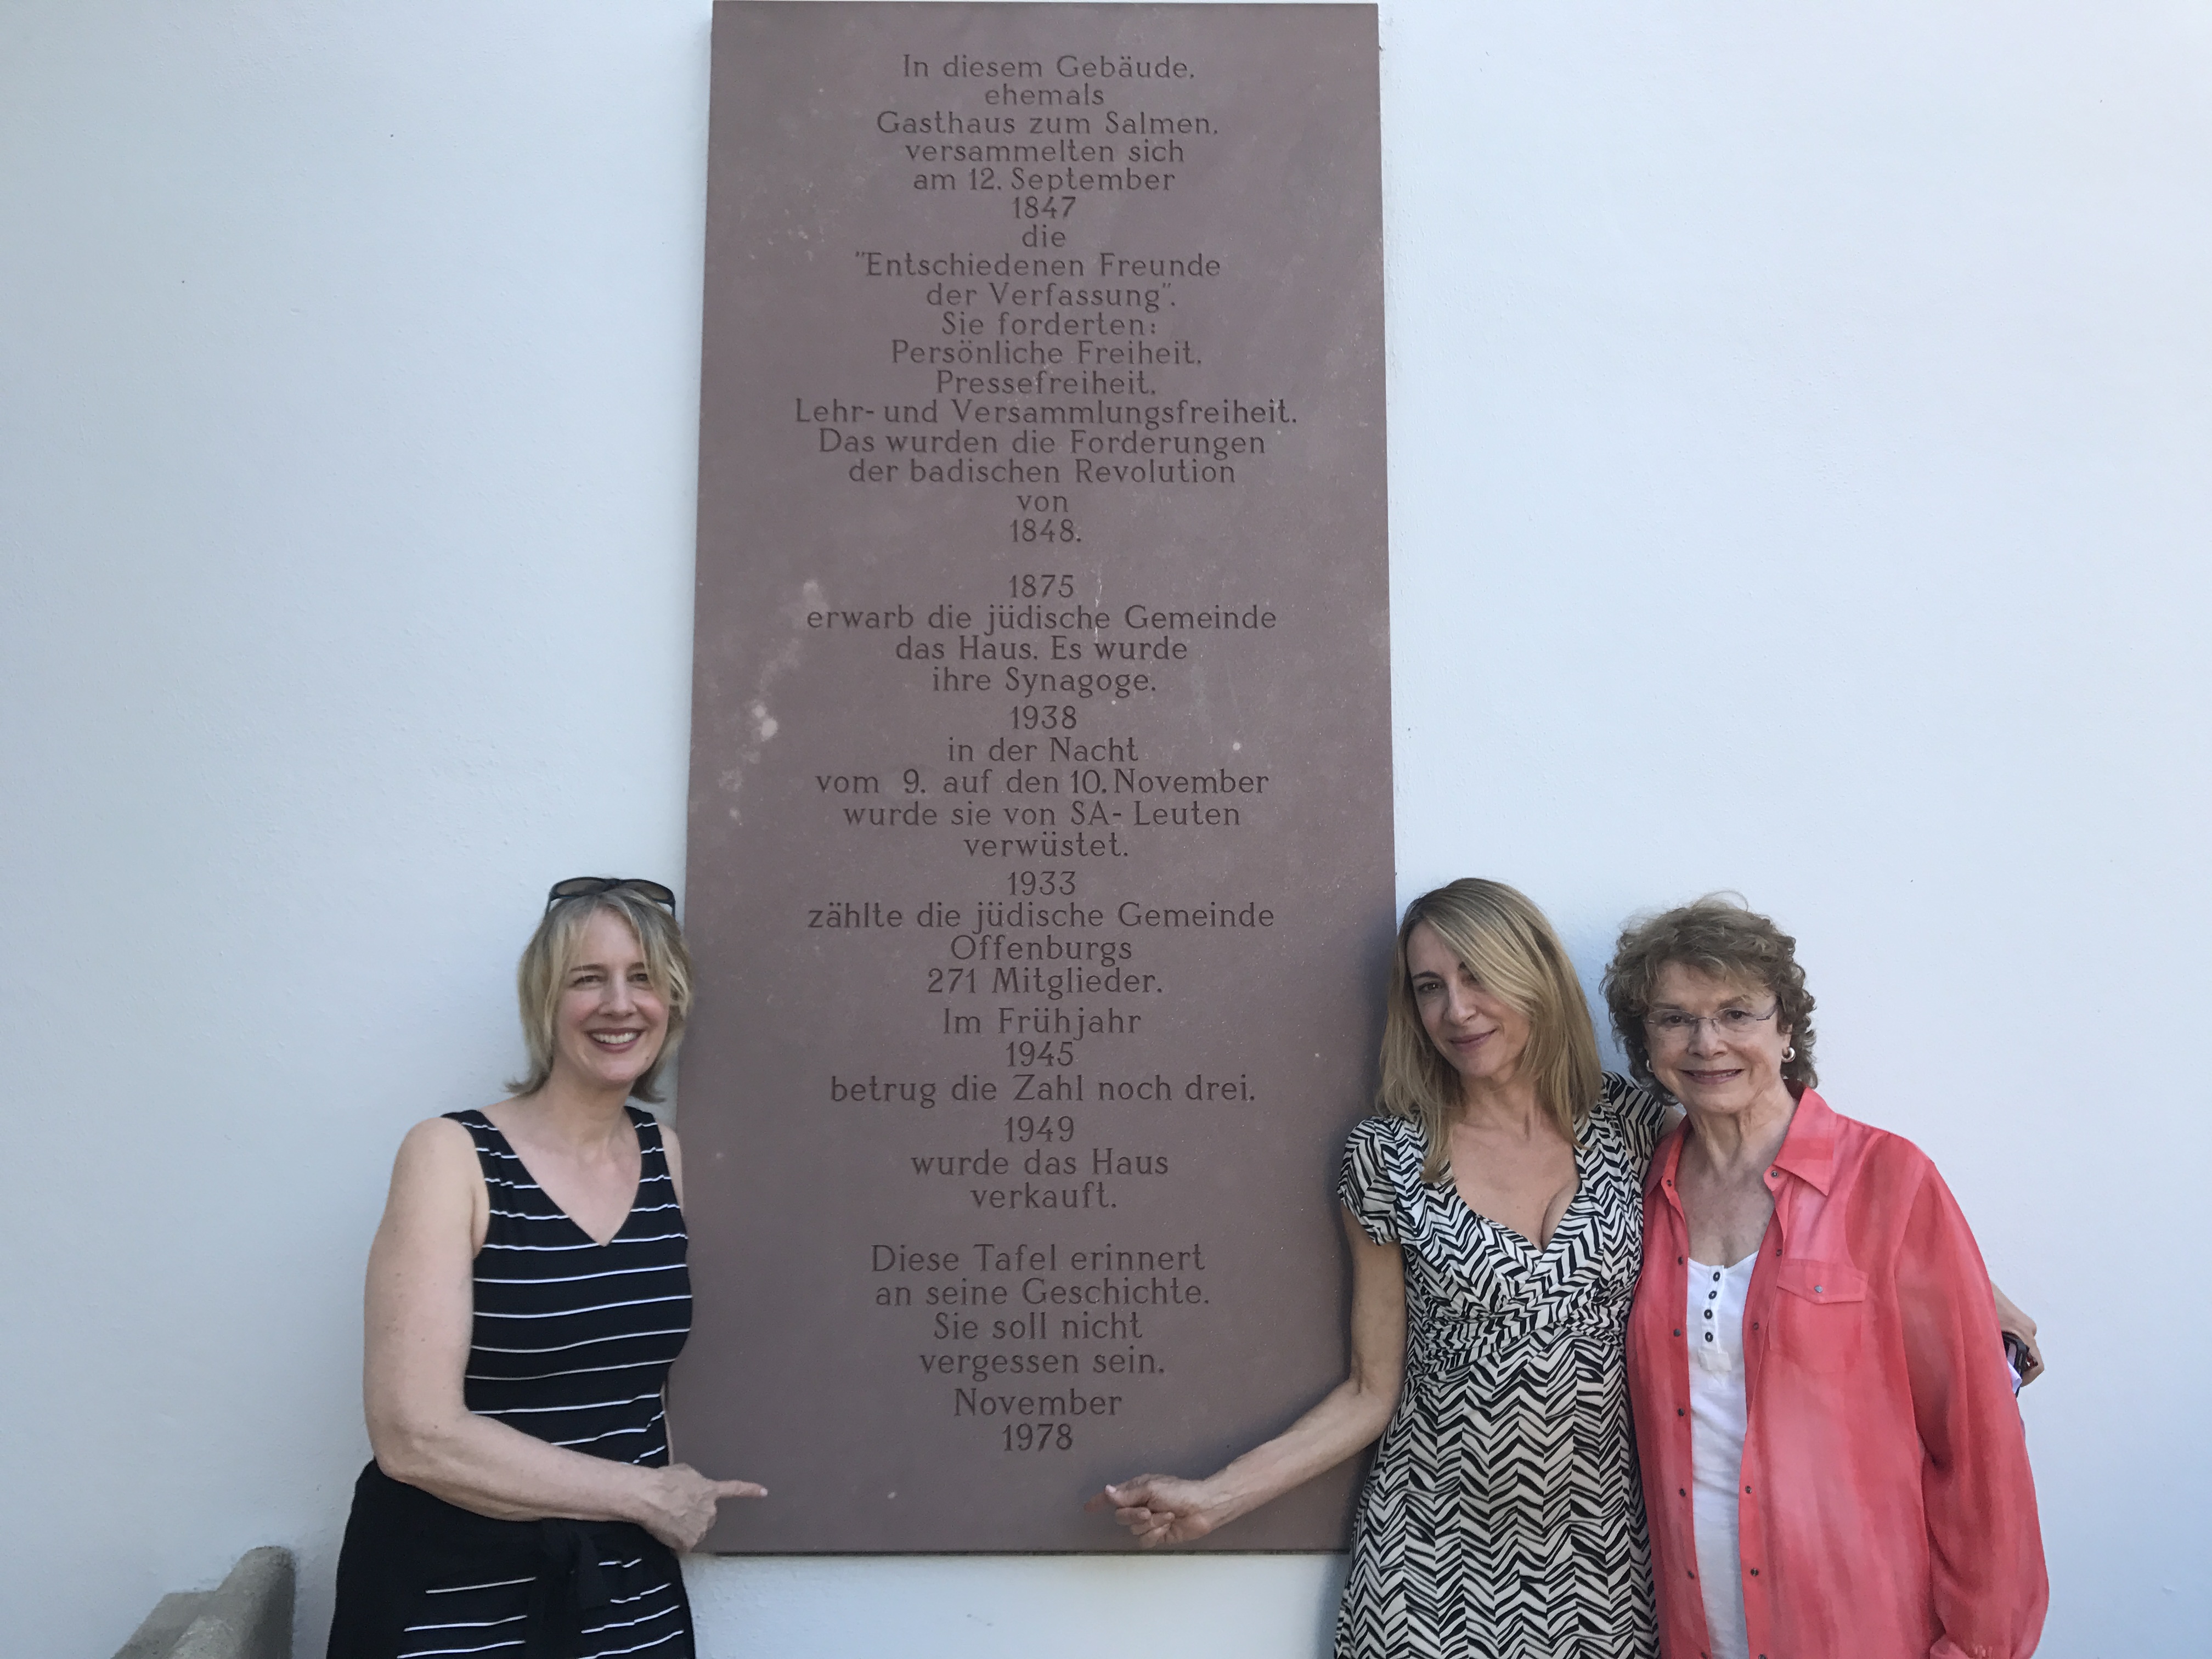 In diesem Gebäude,
ehemals
Gasthaus zum Salmen,
versammelten sich
am 12. September
1847
die
"Entschiedenen Freunde
der Verfassung".
Sie forderten:
Persönliche Freiheit,
Pressefreiheit,
Lehr- und Versammlungsfreiheit.
Das wurden die Forderungen
der badischen Revolution
von
1848.
1875
erwarb die jüdische Gemeinde
das Haus. Es wurde
ihre Synagoge.
1938
in der Nacht
vom 9. auf den 10. November
wurde sie von SA-Leuten
verwüstet.
1933
zählte die jüdische Gemeinde
Offenburgs
271 Mitglieder.
Im Frühjahr
1945
betrug die Zahl noch drei.
1949
wurde das Haus
verkauft.
Diese Tafel erinnert
an seine Geschichte.
Sie soll nicht
vergessen sein.
November
1978